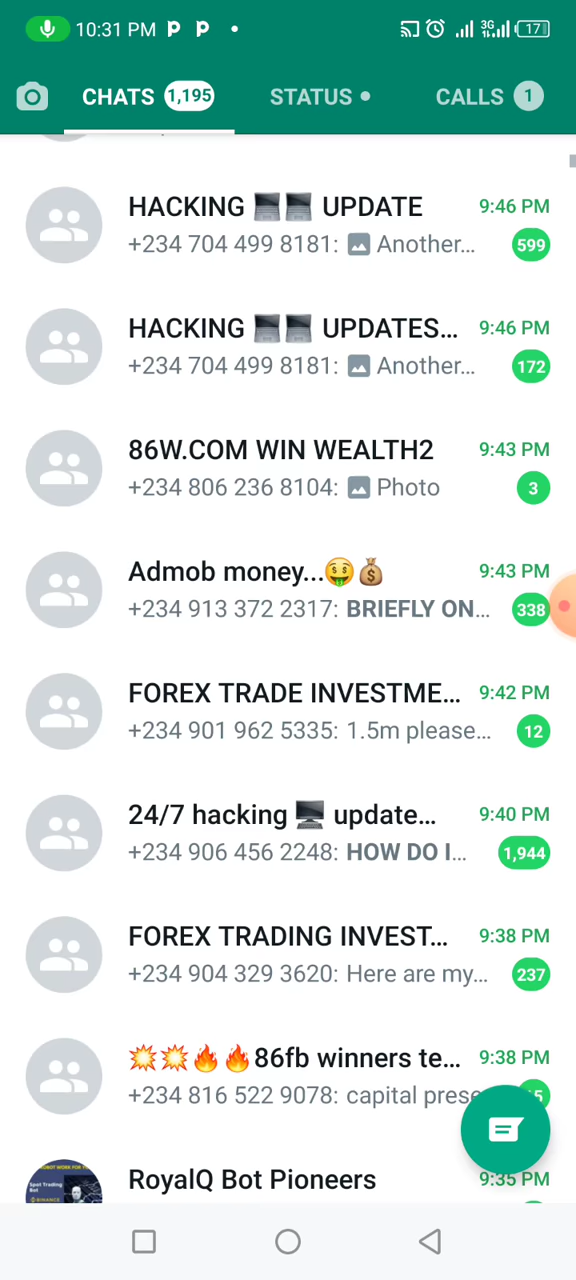 10:31 PM P P 3G 17
CHATS 1,195 STATUS • CALLS 1
HACKING 💻💻 UPDATE 9:46 PM
+234 704 499 8181: Another... 599
HACKING 💻💻 UPDATES... 9:46 PM
+234 704 499 8181: Another... 172
86W.COM WIN WEALTH2 9:43 PM
+234 806 236 8104: Photo 3
Admob money...🤑💰 9:43 PM
+234 913 372 2317: BRIEFLY ON... 338
FOREX TRADE INVESTME... 9:42 PM
+234 901 962 5335: 1.5m please... 12
24/7 hacking 🖥️ update... 9:40 PM
+234 906 456 2248: HOW DO I... 1,944
FOREX TRADING INVEST... 9:38 PM
+234 904 329 3620: Here are my... 237
💥💥🔥🔥86fb winners te... 9:38 PM
+234 816 522 9078: capital prese
RoyalQ Bot Pioneers 9:35 PM
Spot Trading
Bot
BINANCE